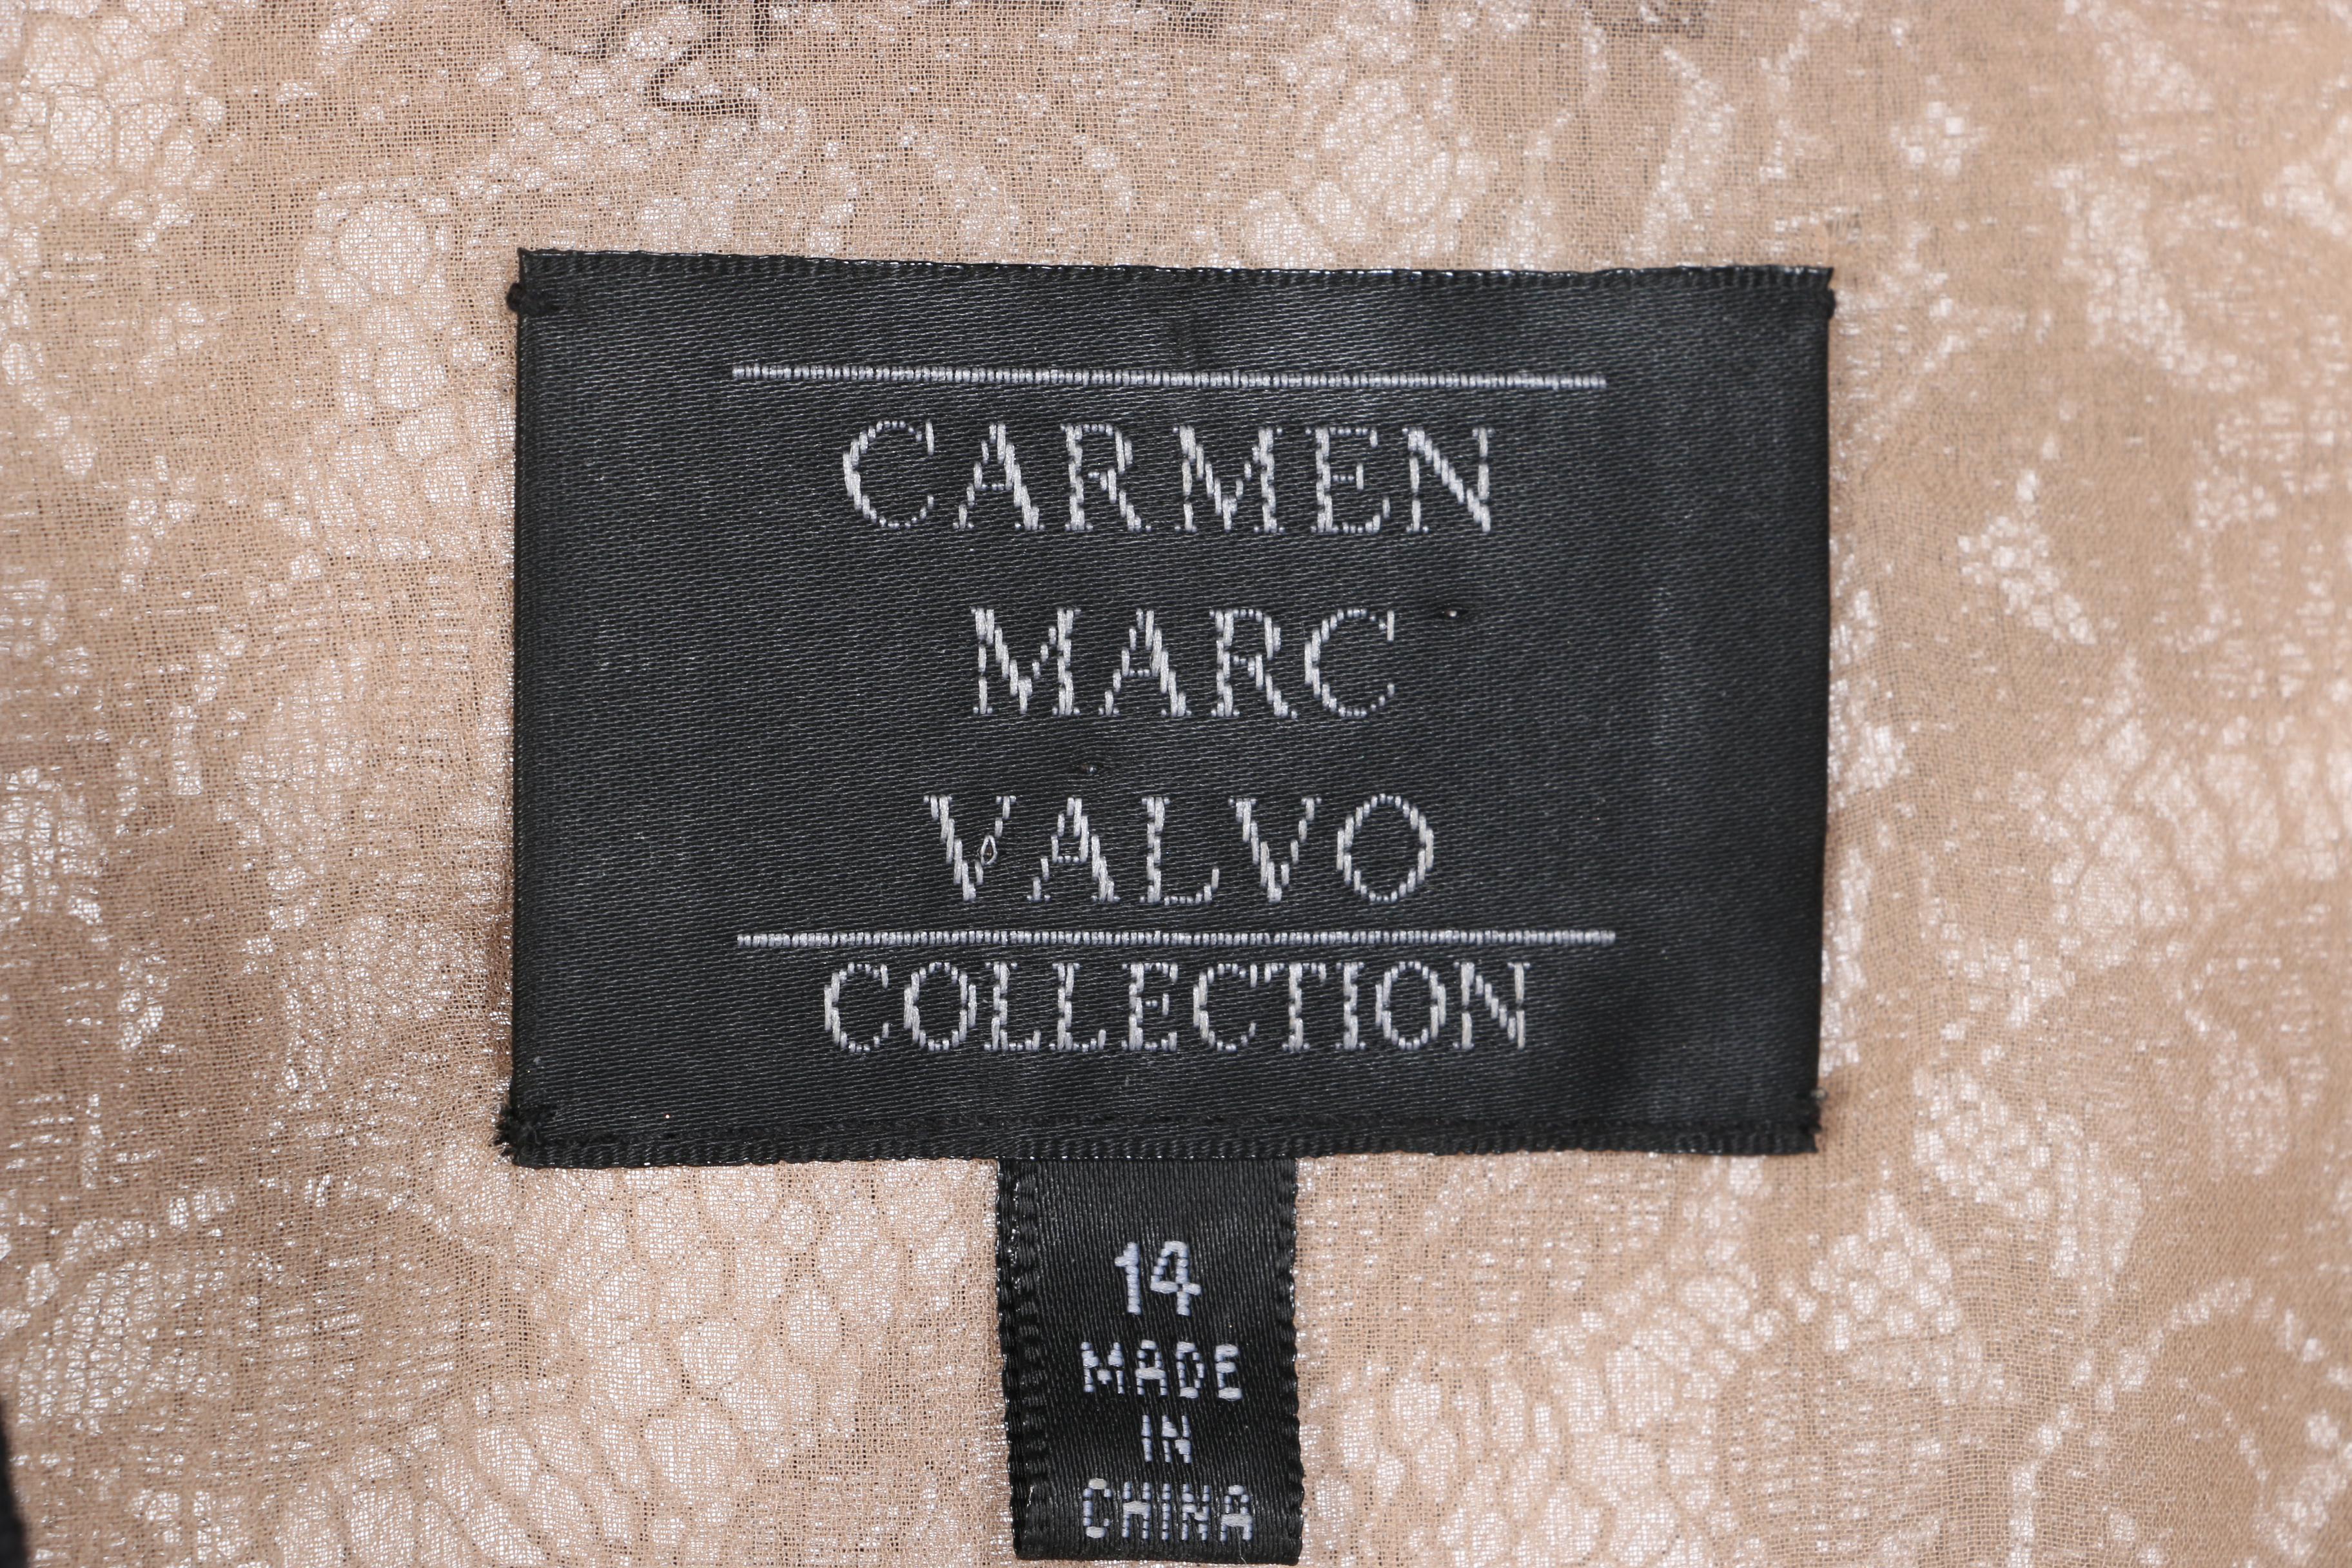 CARMEN
MARC
VALVO
COLLECTION
14
MADE
IN
CHINA